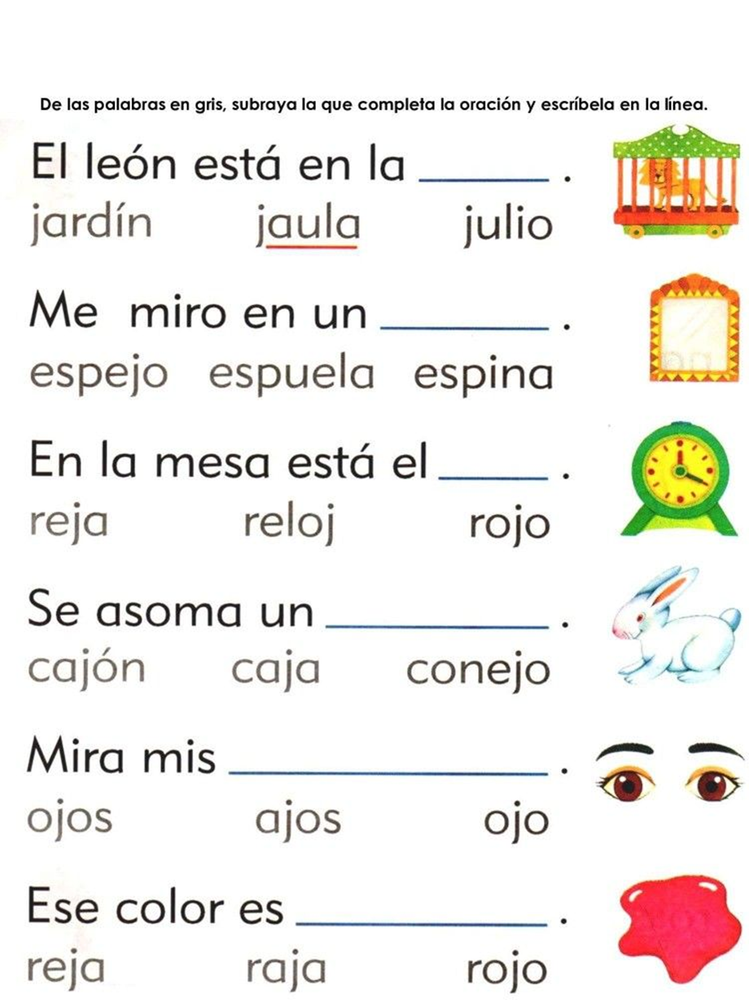 De las palabras en gris, subraya la que completa la oración y escríbela en la línea.
El león está en la ______ .
jardín jaula julio
Me miro en un ______ .
espejo espuela espina
En la mesa está el ______ .
reja reloj rojo
Se asoma un ______ .
cajón caja conejo
Mira mis ______ .
ojos ajos ojo
Ese color es ______ .
reja raja rojo